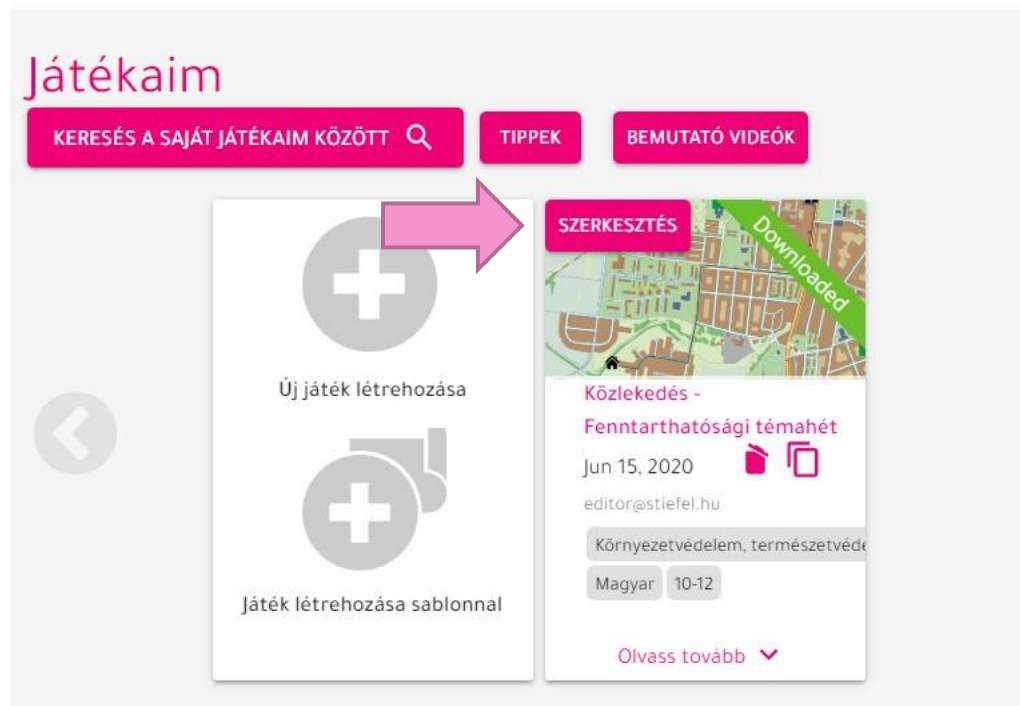 Játékaim
KERESÉS A SAJÁT JÁTÉKAIM KÖZÖTT
TIPPEK
BEMUTATÓ VIDEÓK
Új játék létrehozása
Játék létrehozása sablonnal
SZERKESZTÉS
Downloaded
Közlekedés -
Fenntarthatósági témahét
Jun 15, 2020
editor@stiefel.hu
Környezetvédelem, természetvéde
Magyar
10-12
Olvass tovább